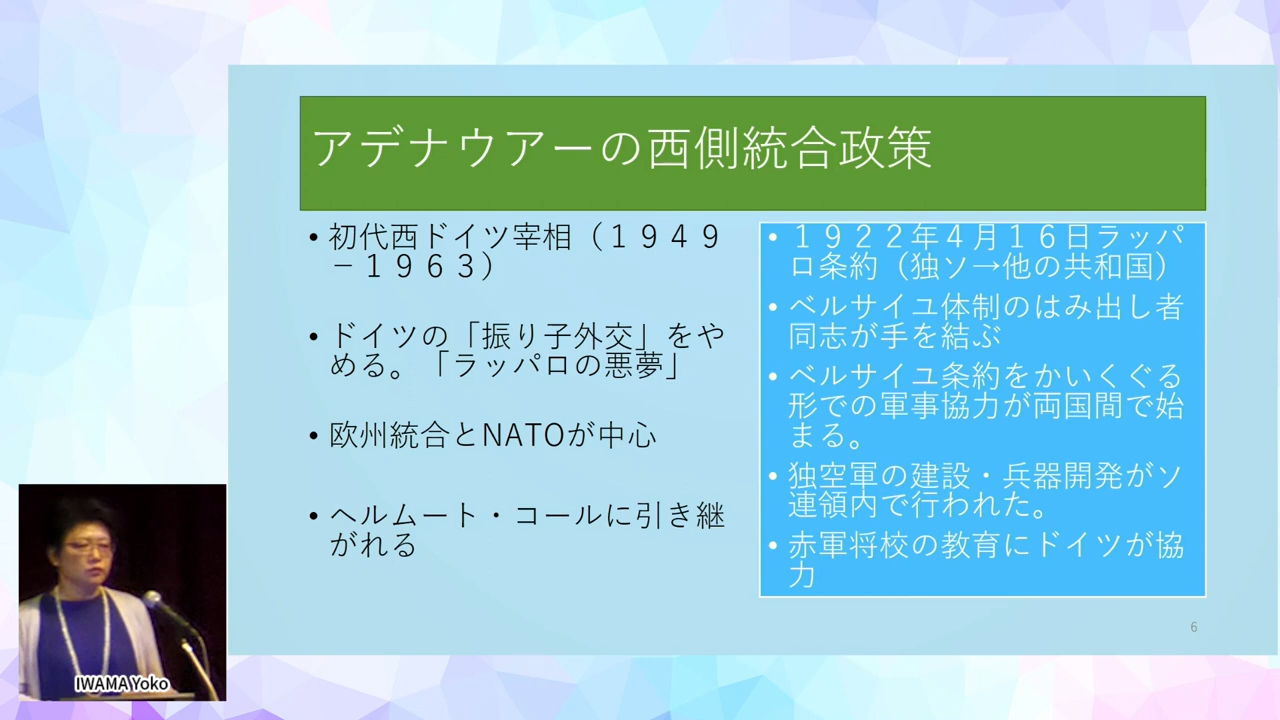 アデナウアーの西側統合政策
• 初代西ドイツ宰相（１９４９
－１９６３）
• ドイツの「振り子外交」をや
める。「ラッパロの悪夢」
• 欧州統合とNATOが中心
• ヘルムート・コールに引き継
がれる
• １９２２年４月１６日ラッパ
ロ条約（独ソ→他の共和国）
• ベルサイユ体制のはみ出し者
同志が手を結ぶ
• ベルサイユ条約をかいくぐる
形での軍事協力が両国間で始
まる。
• 独空軍の建設・兵器開発がソ
連領内で行われた。
• 赤軍将校の教育にドイツが協
力
6
IWAMA Yoko